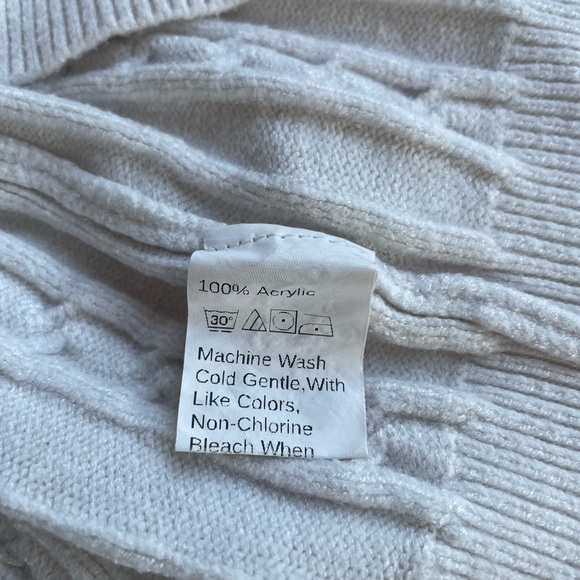 100% Acrylic
30°
Machine Wash
Cold Gentle,With
Like Colors,
Non-Chlorine
Bleach When